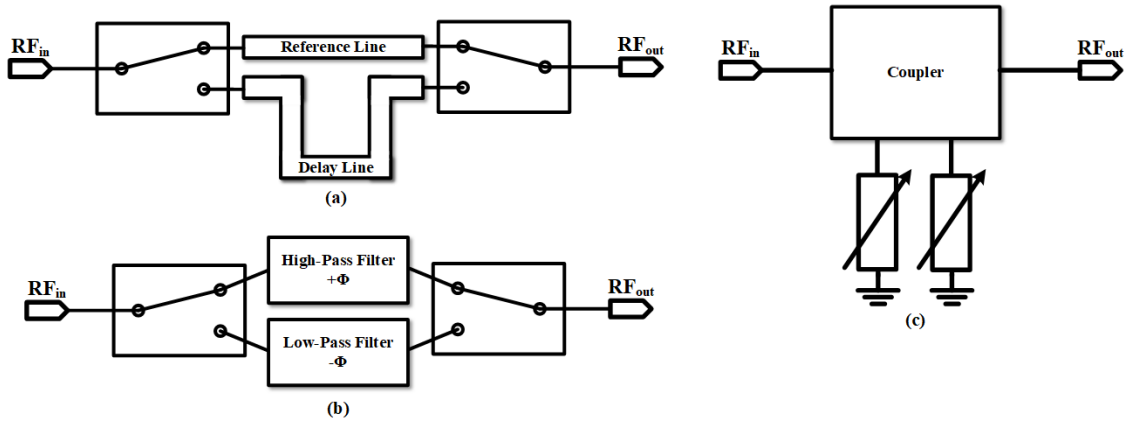 RFin
Reference Line
RFout
Delay Line
(a)
RFin
High-Pass Filter
+Φ
RFout
Low-Pass Filter
-Φ
(b)
RFin
Coupler
RFout
(c)